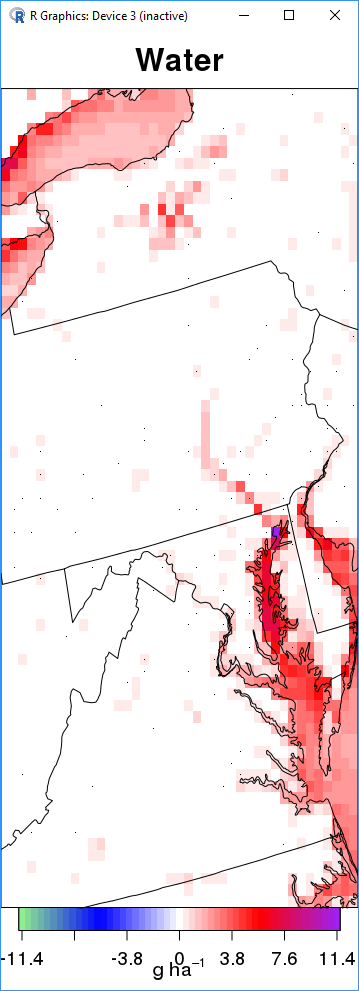 R Graphics: Device 3 (inactive)
Water
-11.4 -3.8 0 3.8 7.6 11.4
g ha⁻¹